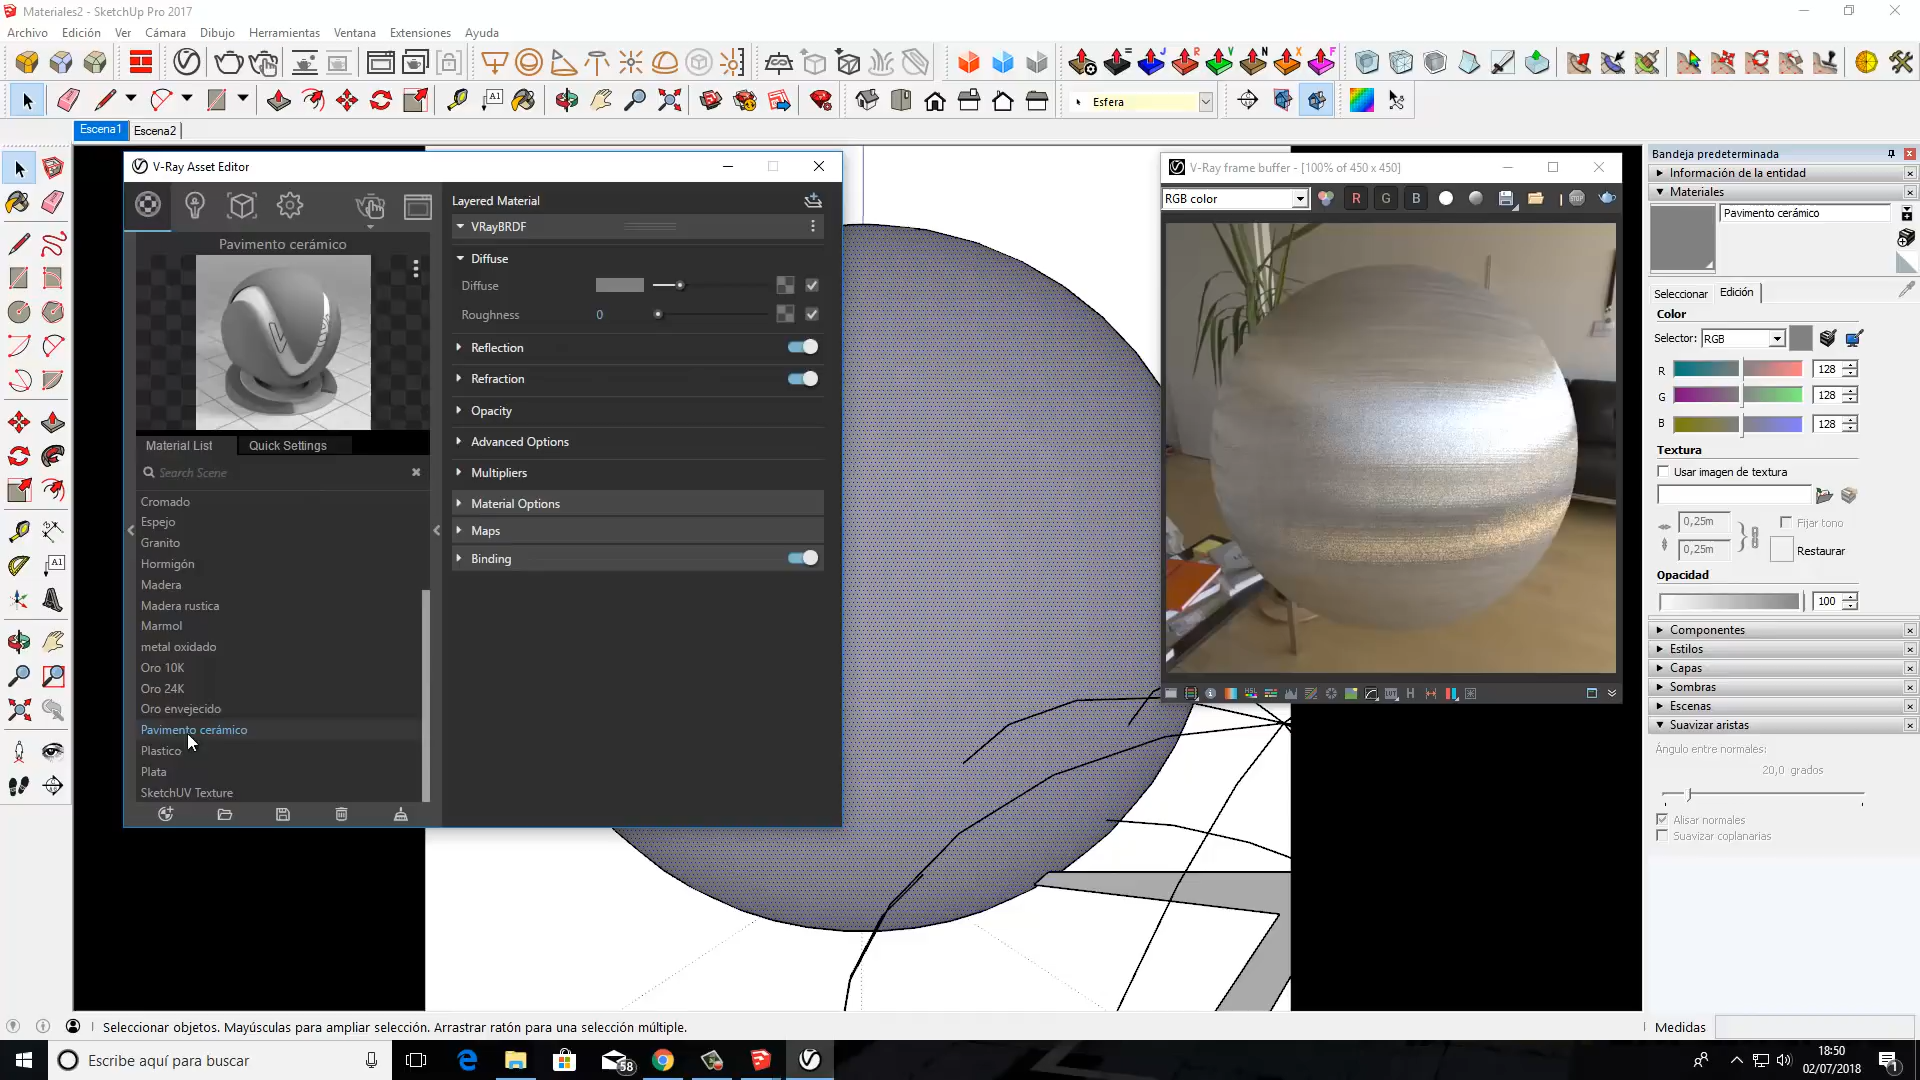 Materiales2 - SketchUp Pro 2017
Archivo Edición Ver Cámara Dibujo Herramientas Ventana Extensiones Ayuda
Esfera
Escena1 Escena2
V-Ray Asset Editor
Pavimento cerámico
Material List Quick Settings
Search Scene
Cromado
Espejo
Granito
Hormigón
Madera
Madera rustica
Marmol
metal oxidado
Oro 10K
Oro 24K
Oro envejecido
Pavimento cerámico
Plastico
Plata
SketchUV Texture
Layered Material
VRayBRDF
Diffuse
Diffuse
Roughness 0
Reflection
Refraction
Opacity
Advanced Options
Multipliers
Material Options
Maps
Binding
V-Ray frame buffer - [100% of 450 x 450]
RGB color R G B STOP
Bandeja predeterminada
Información de la entidad
Materiales
Pavimento cerámico
Seleccionar Edición
Color
Selector: RGB
R 128
G 128
B 128
Textura
Usar imagen de textura
0,25m Fijar tono
0,25m Restaurar
Opacidad
100
Componentes
Estilos
Capas
Sombras
Escenas
Suavizar aristas
Ángulo entre normales:
20,0 grados
Alisar normales
Suavizar coplanarias
Seleccionar objetos. Mayúsculas para ampliar selección. Arrastrar ratón para una selección múltiple.
Medidas
Escribe aquí para buscar
58
18:50
02/07/2018
1